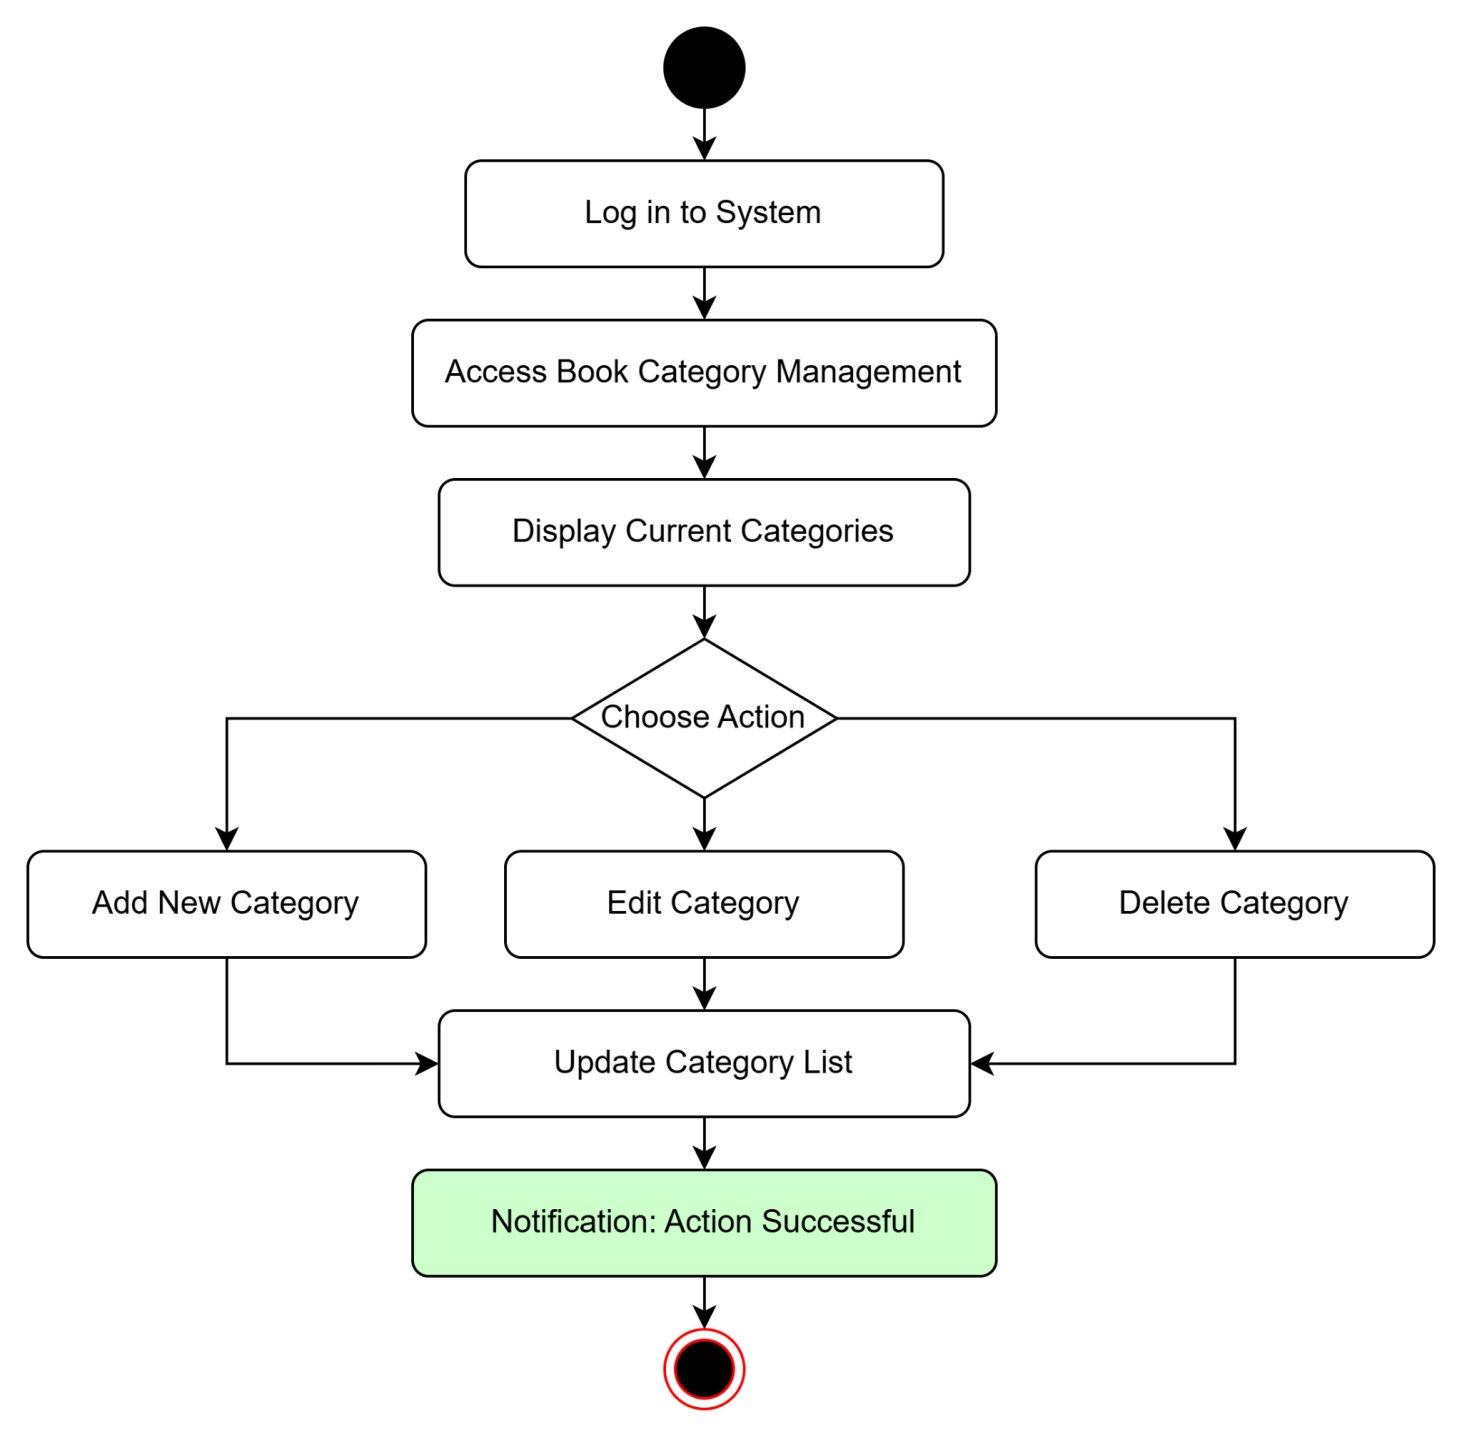 Log in to System
Access Book Category Management
Display Current Categories
Choose Action
Add New Category
Edit Category
Delete Category
Update Category List
Notification: Action Successful